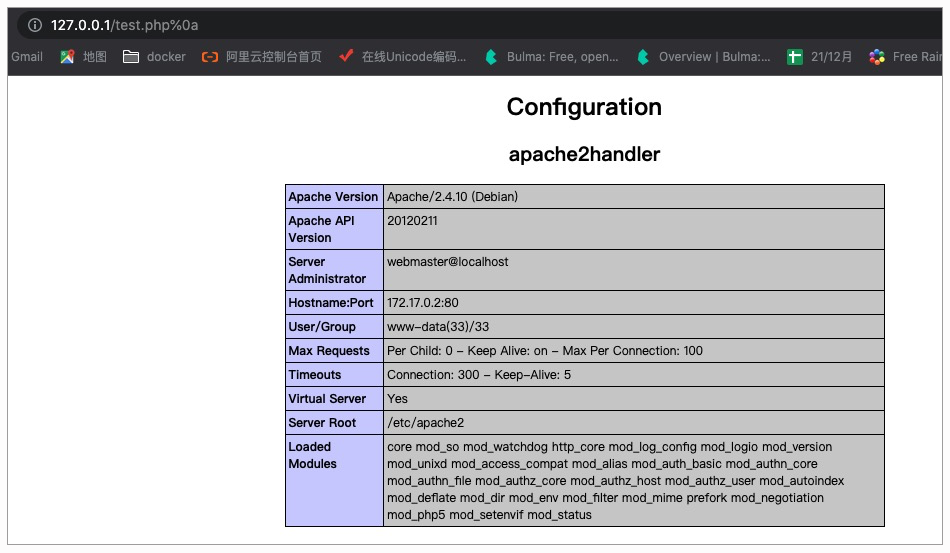 127.0.0.1/test.php%0a
Gmail 地图 docker 阿里云控制台首页 在线Unicode编码... Bulma: Free, open... Overview | Bulma:... 21/12月 Free Rai
Configuration
apache2handler
Apache Version Apache/2.4.10 (Debian)
Apache API 20120211
Version
Server webmaster@localhost
Administrator
Hostname:Port 172.17.0.2:80
User/Group www-data(33)/33
Max Requests Per Child: 0 - Keep Alive: on - Max Per Connection: 100
Timeouts Connection: 300 - Keep-Alive: 5
Virtual Server Yes
Server Root /etc/apache2
Loaded core mod_so mod_watchdog http_core mod_log_config mod_logio mod_version
Modules mod_unixd mod_access_compat mod_alias mod_auth_basic mod_authn_core
mod_authn_file mod_authz_core mod_authz_host mod_authz_user mod_autoindex
mod_deflate mod_dir mod_env mod_filter mod_mime prefork mod_negotiation
mod_php5 mod_setenvif mod_status